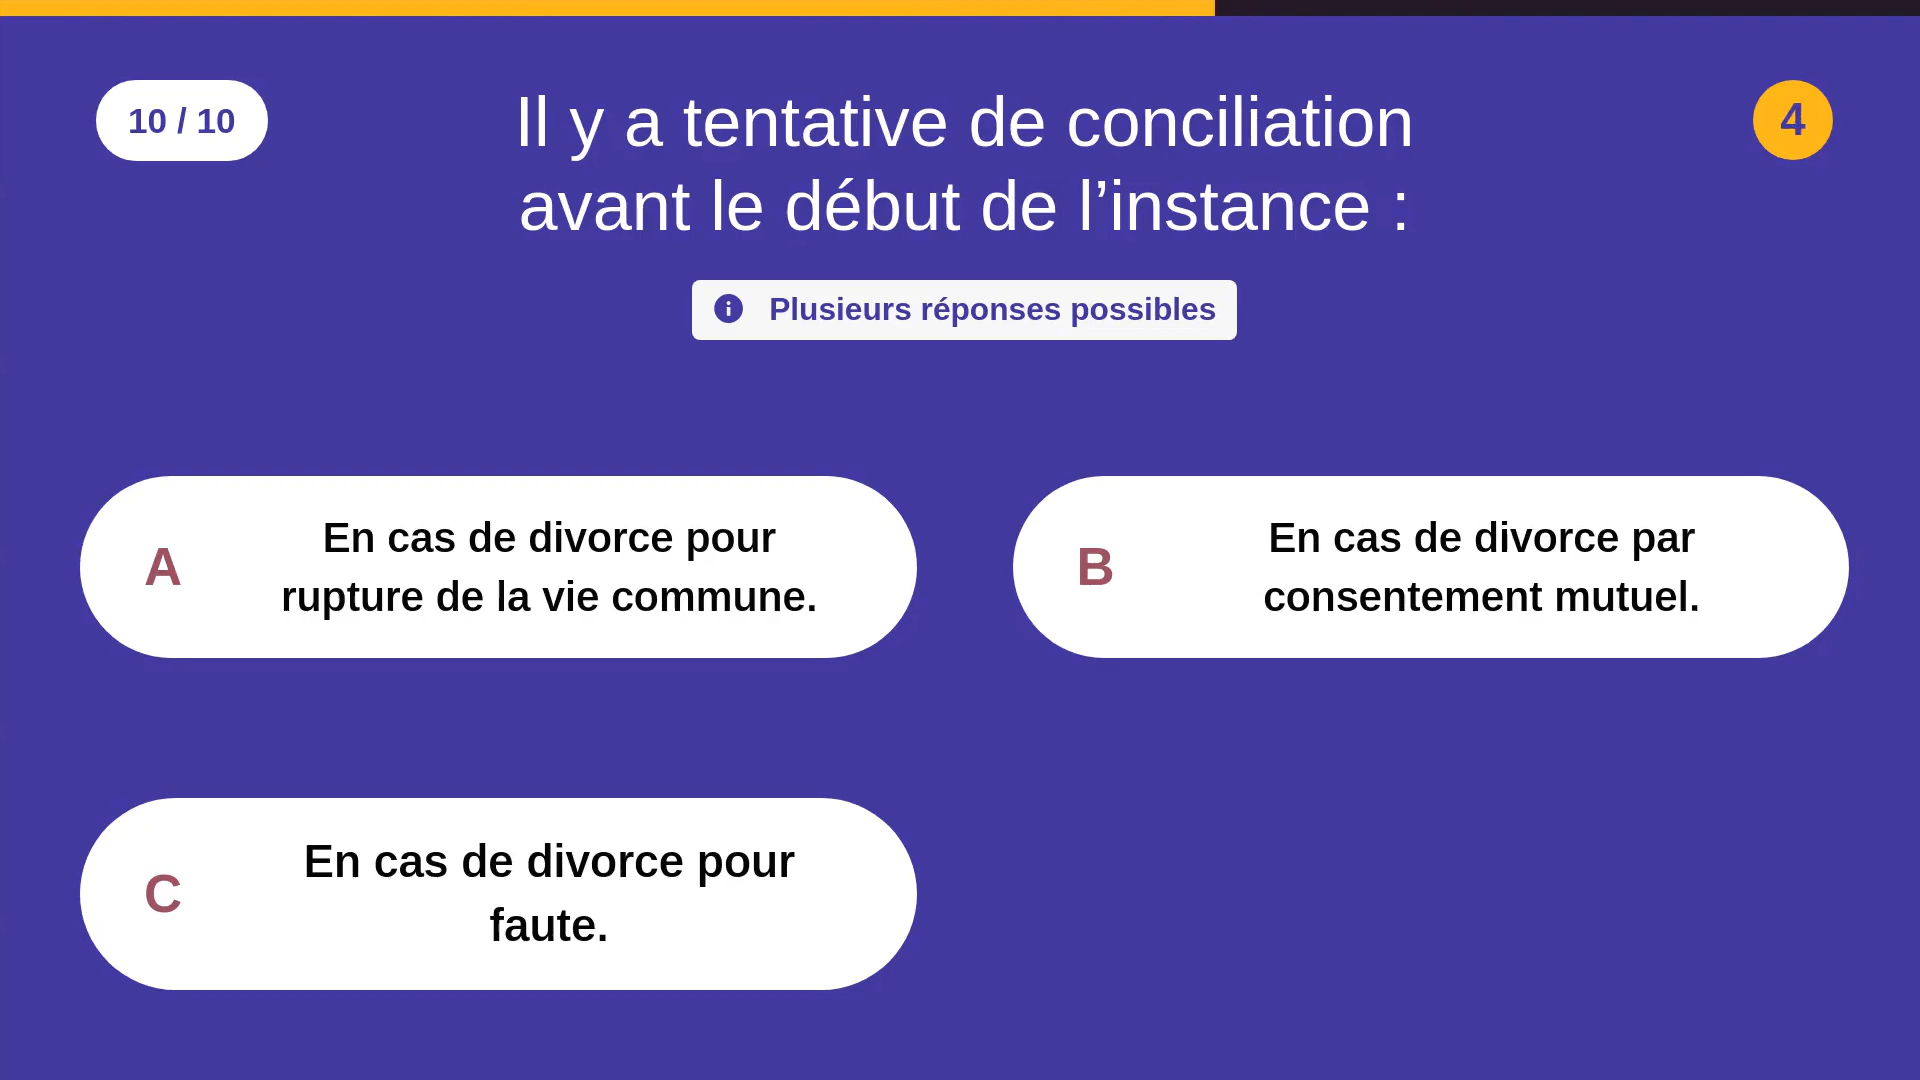 10 / 10
Il y a tentative de conciliation
avant le début de l’instance :
4
Plusieurs réponses possibles
A
En cas de divorce pour
rupture de la vie commune.
B
En cas de divorce par
consentement mutuel.
C
En cas de divorce pour
faute.